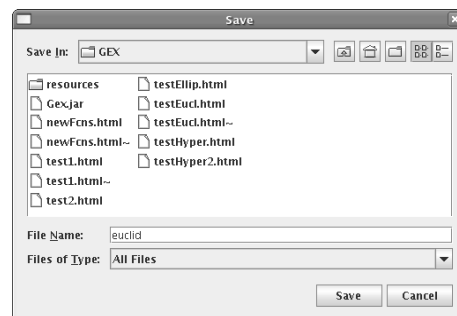 Save
Save In: GEX
resources
Gex.jar
newFcns.html
newFcns.html~
test1.html
test1.html~
test2.html
testEllip.html
testEucl.html
testEucl.html~
testHyper.html
testHyper2.html
File Name: euclid
Files of Type: All Files
Save Cancel